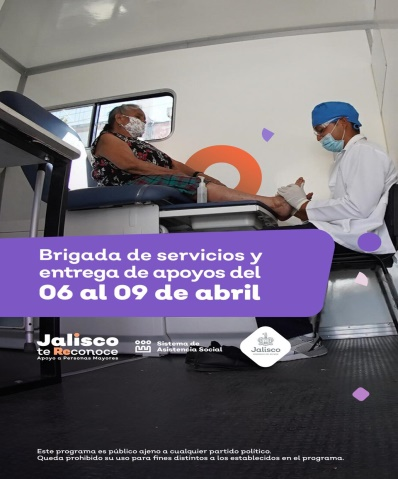 Brigada de servicios y
entrega de apoyos del
06 al 09 de abril
Jalisco
te Reconoce
Apoyo a Personas Mayores
Sistema de
Asistencia Social
Jalisco
Este programa es público ajeno a cualquier partido político.
Queda prohibido su uso para fines distintos a los establecidos en el programa.